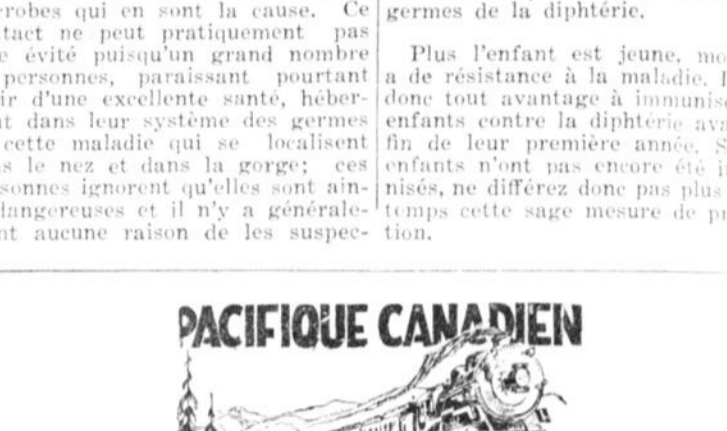 robes qui en sont la cause. Ce
tact ne peut pratiquement pas
e évité puisqu'un grand nombre
personnes, paraissant pourtant
ir d'une excellente santé, héber-
nt dans leur système des germes
cette maladie qui se localisent
s le nez et dans la gorge; ces
sonnes ignorent qu'elles sont ain-
dangereuses et il n'y a générale-
nt aucune raison de les suspec-
germes de la diphtérie.
Plus l'enfant est jeune, mo
a de résistance à la maladie. I
donc tout avantage à immunise
enfants contre la diphtérie ava
fin de leur première année. S
enfants n'ont pas encore été i
nisés, ne différez donc pas plus
temps cette sage mesure de p
tion.
PACIFIQUE CANADIEN